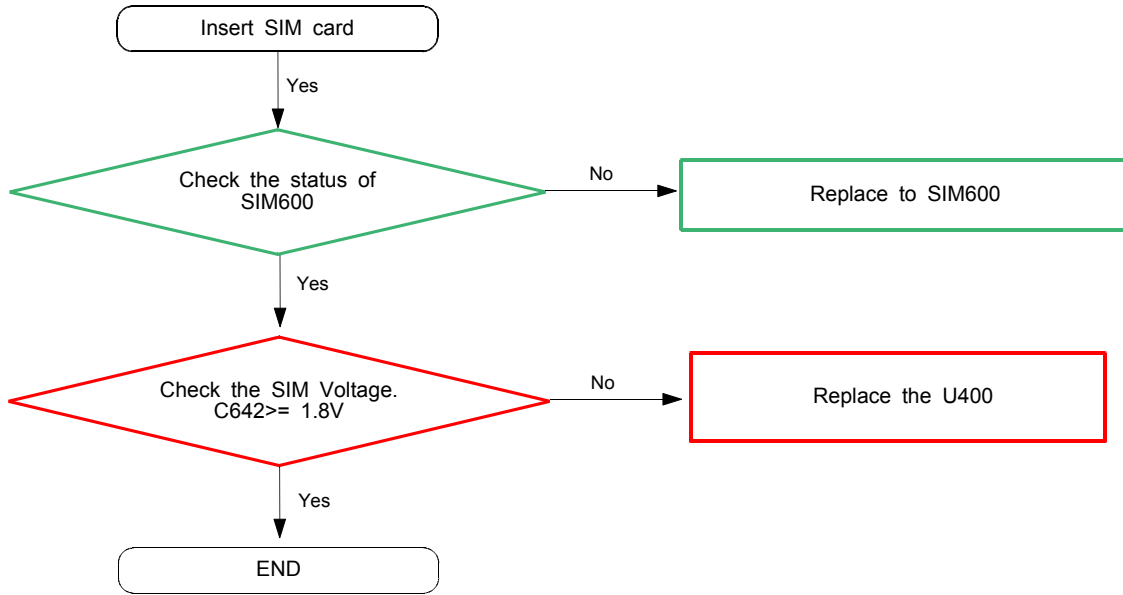 Insert SIM card
Yes
Check the status of
SIM600
No
Replace to SIM600
Yes
Check the SIM Voltage.
C642>= 1.8V
No
Replace the U400
Yes
END